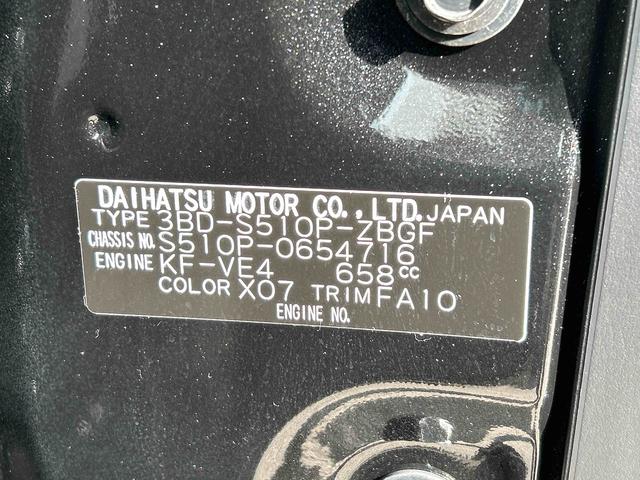 DAIHATSU MOTOR CO., LTD. JAPAN
TYPE 3BD-S510P-ZBGF
CHASSIS NO. S510P-0654716
ENGINE KF-VE4 658cc
COLOR X07 TRIM FA10
ENGINE NO.